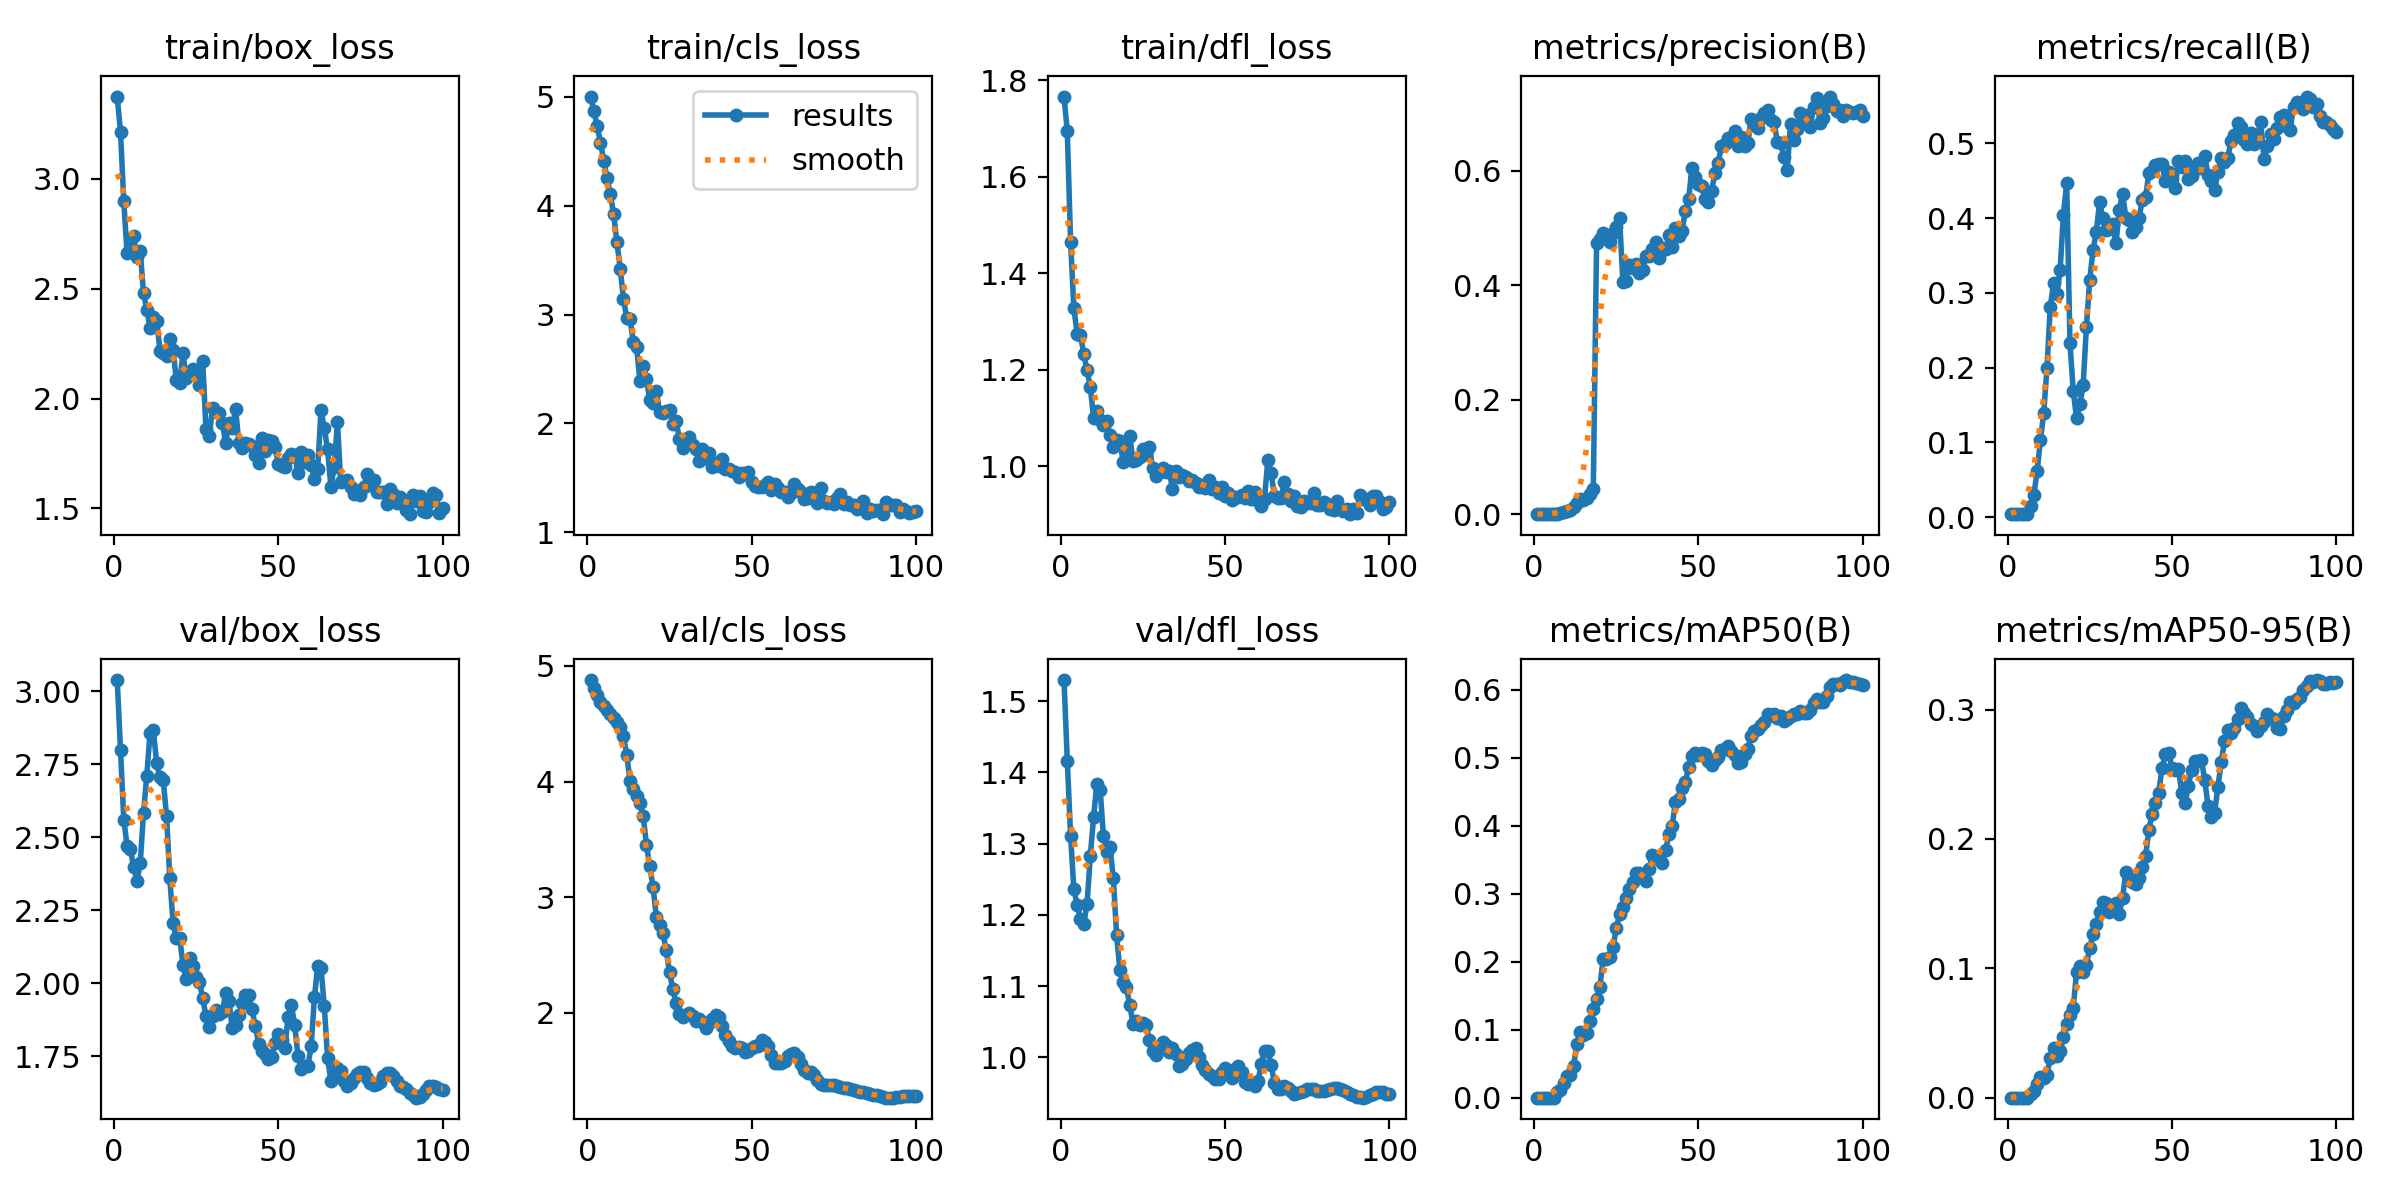 train/box_loss
train/cls_loss
train/dfl_loss
metrics/precision(B)
metrics/recall(B)
3.0
2.5
2.0
1.5
0 50 100
5
4
3
2
1
0 50 100
results
smooth
1.8
1.6
1.4
1.2
1.0
0 50 100
0.6
0.4
0.2
0.0
0 50 100
0.5
0.4
0.3
0.2
0.1
0.0
0 50 100
val/box_loss
val/cls_loss
val/dfl_loss
metrics/mAP50(B)
metrics/mAP50-95(B)
3.00
2.75
2.50
2.25
2.00
1.75
0 50 100
5
4
3
2
0 50 100
1.5
1.4
1.3
1.2
1.1
1.0
0 50 100
0.6
0.5
0.4
0.3
0.2
0.1
0.0
0 50 100
0.3
0.2
0.1
0.0
0 50 100